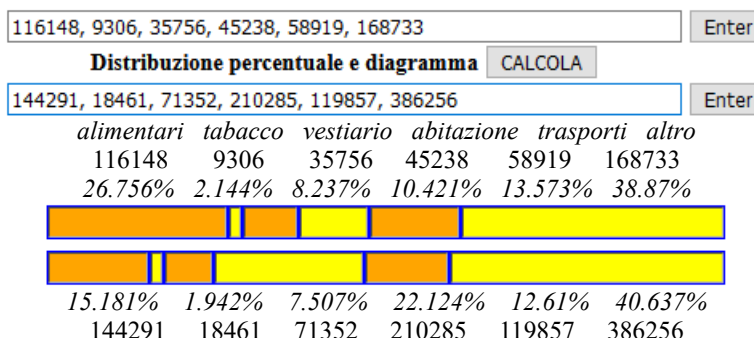 116148, 9306, 35756, 45238, 58919, 168733 Enter
Distribuzione percentuale e diagramma CALCOLA
144291, 18461, 71352, 210285, 119857, 386256 Enter
alimentari tabacco vestiario abitazione trasporti altro
116148 9306 35756 45238 58919 168733
26.756% 2.144% 8.237% 10.421% 13.573% 38.87%
15.181% 1.942% 7.507% 22.124% 12.61% 40.637%
144291 18461 71352 210285 119857 386256